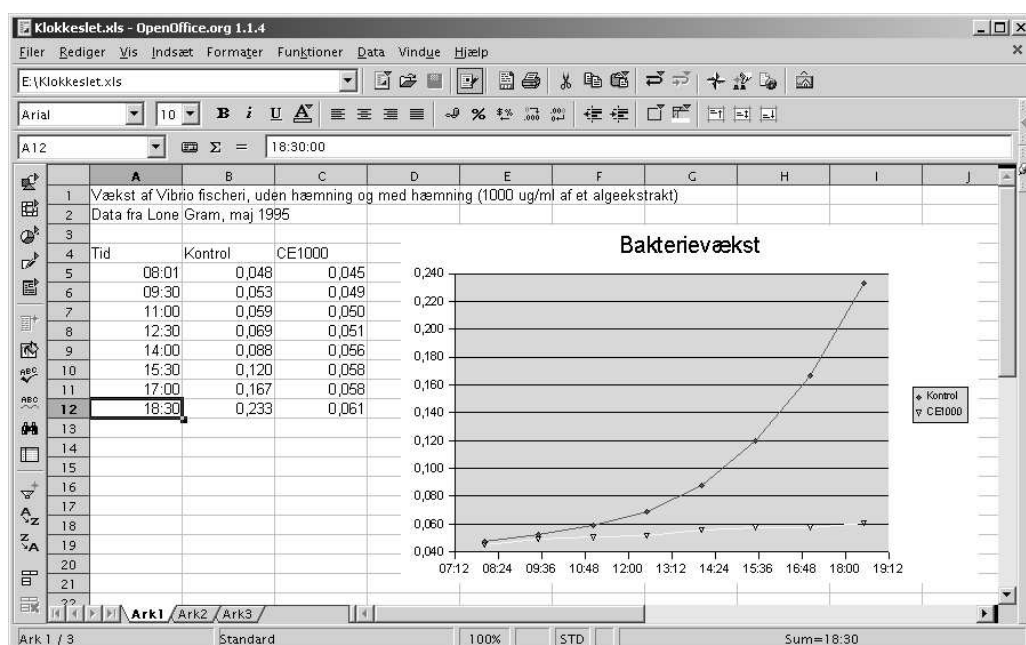 Klokkeslet.xls - OpenOffice.org 1.1.4
Filer Rediger Vis Indsæt Formater Funktioner Data Vindue Hjælp
E:\Klokkeslet.xls
Arial 10 B i U A
A12 Σ = 18:30:00
A B C D E F G H I J
1 Vækst af Vibrio fischeri, uden hæmning og med hæmning (1000 ug/ml af et algeekstrakt)
2 Data fra Lone Gram, maj 1995
3
4 Tid Kontrol CE1000
5 08:01 0,048 0,045
6 09:30 0,053 0,049
7 11:00 0,059 0,050
8 12:30 0,069 0,051
9 14:00 0,088 0,056
10 15:30 0,120 0,058
11 17:00 0,167 0,058
12 18:30 0,233 0,061
13
14
15
16
17
18
19
20
21
22
Bakterievækst
0,240
0,220
0,200
0,180
0,160
0,140
0,120
0,100
0,080
0,060
0,040
07:12 08:24 09:36 10:48 12:00 13:12 14:24 15:36 16:48 18:00 19:12
Kontrol
CE1000
Ark1 Ark2 Ark3
Ark 1 / 3 Standard 100% STD Sum=18:30